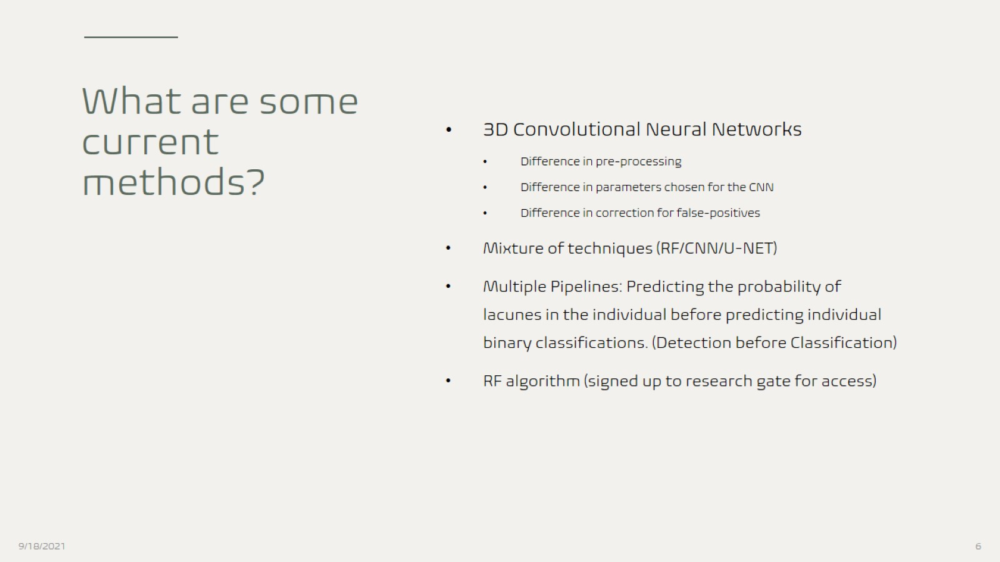 What are some
current
methods?
• 3D Convolutional Neural Networks
• Difference in pre-processing
• Difference in parameters chosen for the CNN
• Difference in correction for false-positives
• Mixture of techniques (RF/CNN/U-NET)
• Multiple Pipelines: Predicting the probability of
lacunes in the individual before predicting individual
binary classifications. (Detection before Classification)
• RF algorithm (signed up to research gate for access)
9/18/2021
6